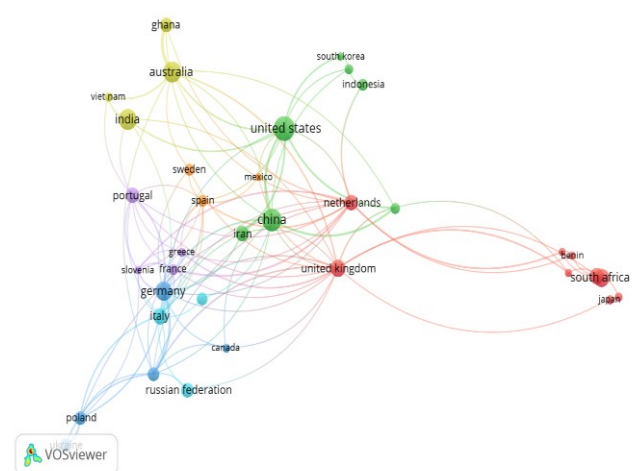 ghana
south korea
australia
indonesia
viet nam
india
united states
sweden
mexico
portugal
spain
netherlands
china
iran
greece
benin
slovenia
france
united kingdom
south africa
germany
japan
italy
canada
russian federation
poland
ukraine
VOSviewer